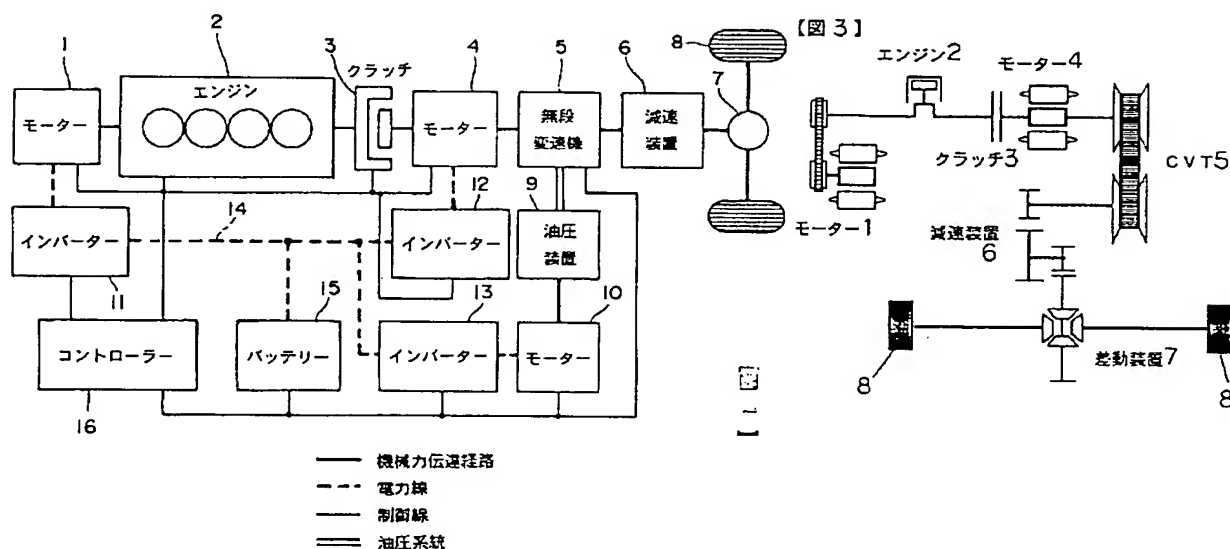 1
2
3
クラッチ
4
5
6
8
7
モーター
エンジン
モーター
無段
変速機
減速
装置
14
12
9
インバーター
インバーター
油圧
装置
11
15
13
10
コントローラー
バッテリー
インバーター
モーター
16
機械力伝達経路
電力線
制御線
油圧系統
【図3】
エンジン2
モーター4
クラッチ3
CVT5
モーター1
減速装置
6
8
差動装置7
8